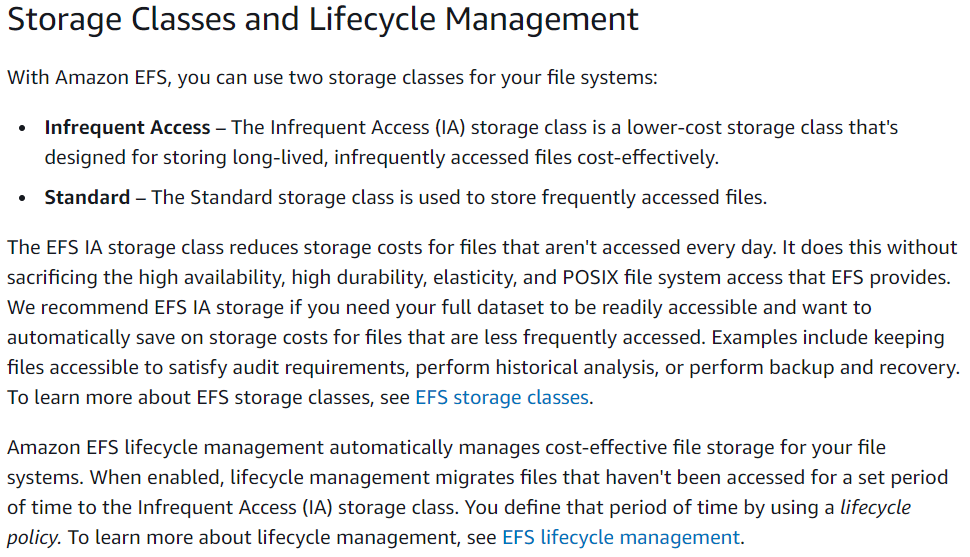 Storage Classes and Lifecycle Management
With Amazon EFS, you can use two storage classes for your file systems:
• Infrequent Access – The Infrequent Access (IA) storage class is a lower-cost storage class that's
designed for storing long-lived, infrequently accessed files cost-effectively.
• Standard – The Standard storage class is used to store frequently accessed files.
The EFS IA storage class reduces storage costs for files that aren't accessed every day. It does this without
sacrificing the high availability, high durability, elasticity, and POSIX file system access that EFS provides.
We recommend EFS IA storage if you need your full dataset to be readily accessible and want to
automatically save on storage costs for files that are less frequently accessed. Examples include keeping
files accessible to satisfy audit requirements, perform historical analysis, or perform backup and recovery.
To learn more about EFS storage classes, see EFS storage classes.
Amazon EFS lifecycle management automatically manages cost-effective file storage for your file
systems. When enabled, lifecycle management migrates files that haven't been accessed for a set period
of time to the Infrequent Access (IA) storage class. You define that period of time by using a lifecycle
policy. To learn more about lifecycle management, see EFS lifecycle management.